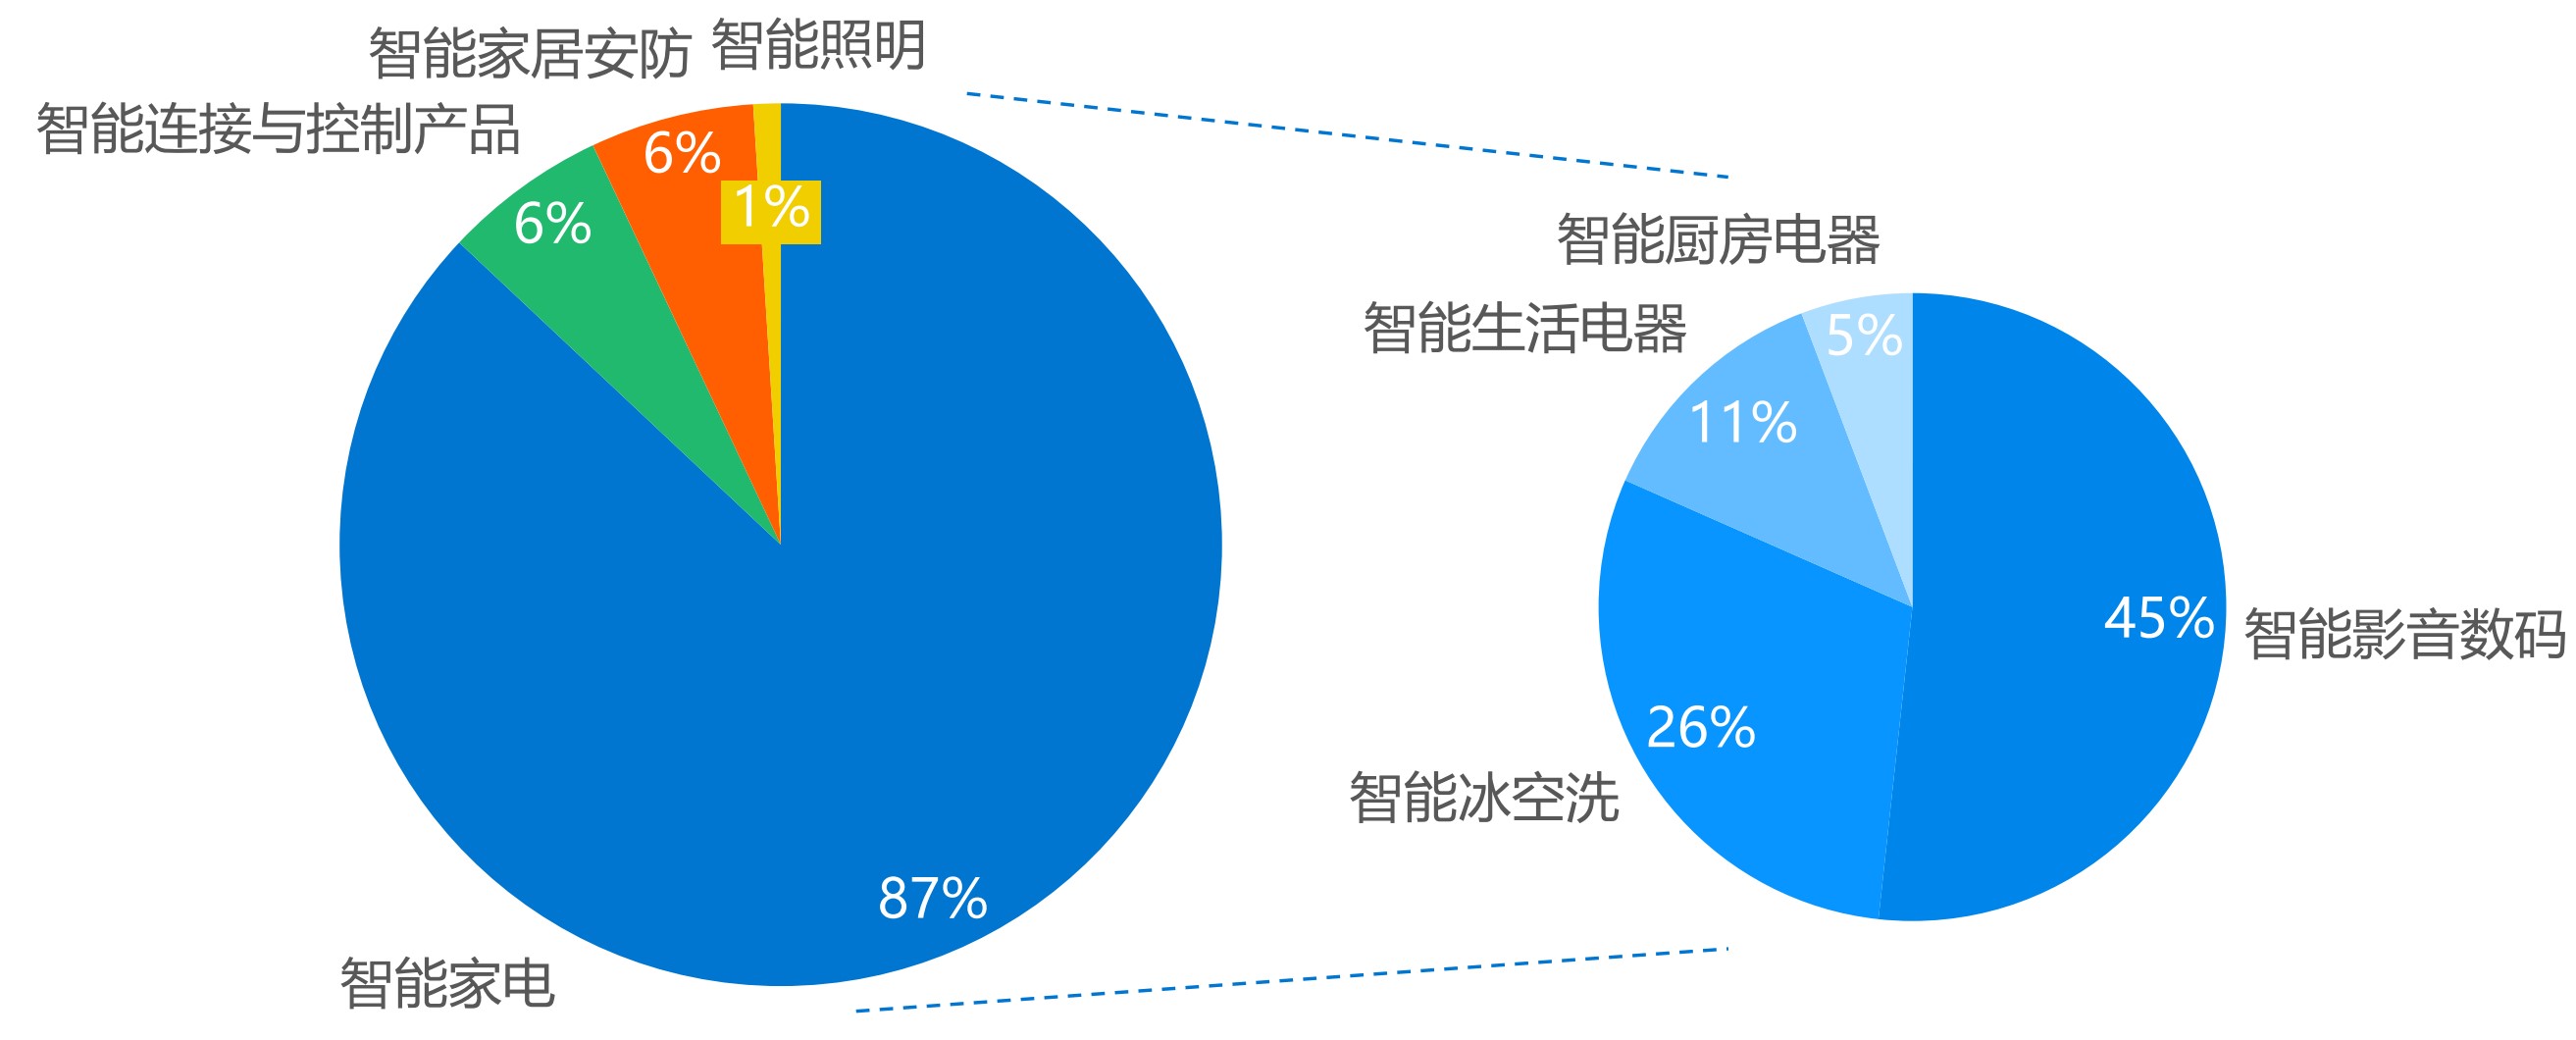 智能家居安防
智能照明
智能连接与控制产品
6%
1%
6%
智能厨房电器
智能生活电器
5%
11%
45%
智能影音数码
26%
智能冰空洗
87%
智能家电